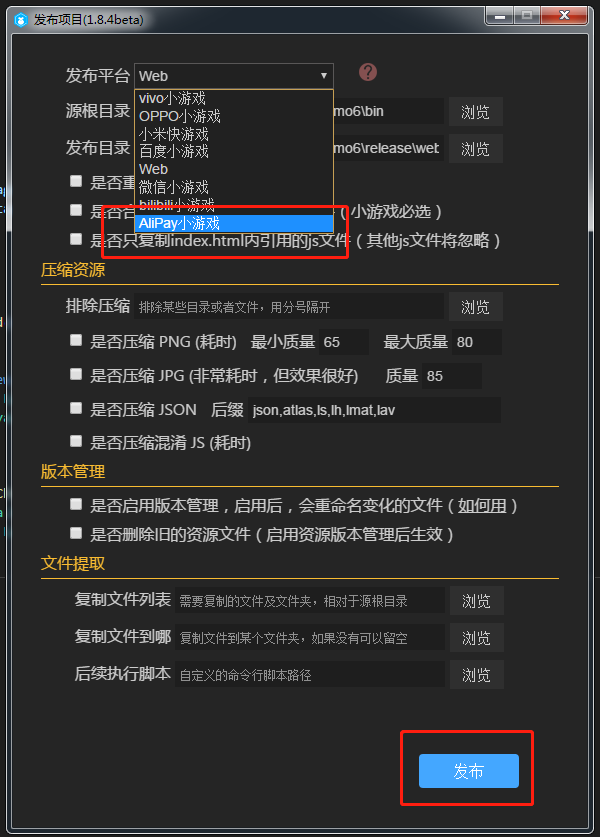 发布项目(1.8.4beta)
发布平台 Web ?
vivo小游戏
源根目录 OPPO小游戏 mo6\bin 浏览
小米快游戏
发布目录 百度小游戏 mo6\release\web 浏览
Web
是否重 微信小游戏
bilibili小游戏
（小游戏必选）
AliPay小游戏
是否只复制index.html内引用的js文件（其他js文件将忽略）
压缩资源
排除压缩 排除某些目录或者文件，用分号隔开 浏览
是否压缩 PNG (耗时) 最小质量 65 最大质量 80
是否压缩 JPG (非常耗时，但效果很好) 质量 85
是否压缩 JSON 后缀 json,atlas,ls,lh,lmat,lav
是否压缩混淆 JS (耗时)
版本管理
是否启用版本管理，启用后，会重命名变化的文件（如何用）
是否删除旧的资源文件（启用资源版本管理后生效）
文件提取
复制文件列表 需要复制的文件及文件夹，相对于源根目录 浏览
复制文件到哪 复制文件到某个文件夹，如果没有可以留空 浏览
后续执行脚本 自定义的命令行脚本路径 浏览
发布